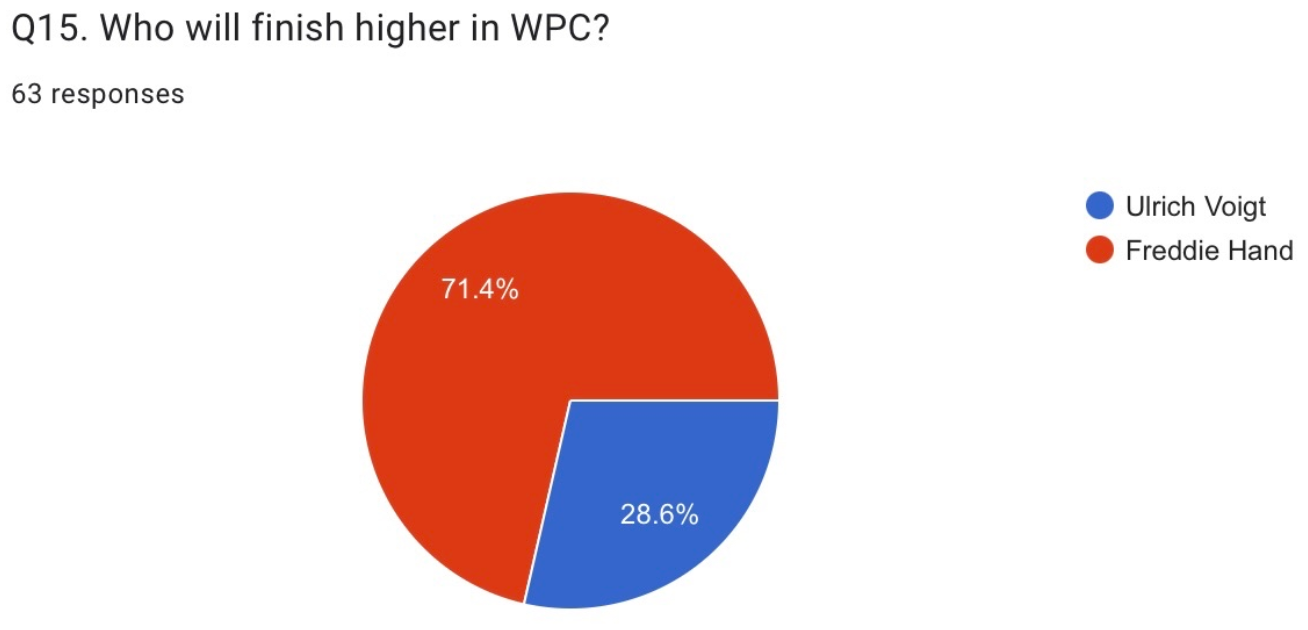 Q15. Who will finish higher in WPC?
63 responses
Ulrich Voigt
Freddie Hand
71.4%
28.6%